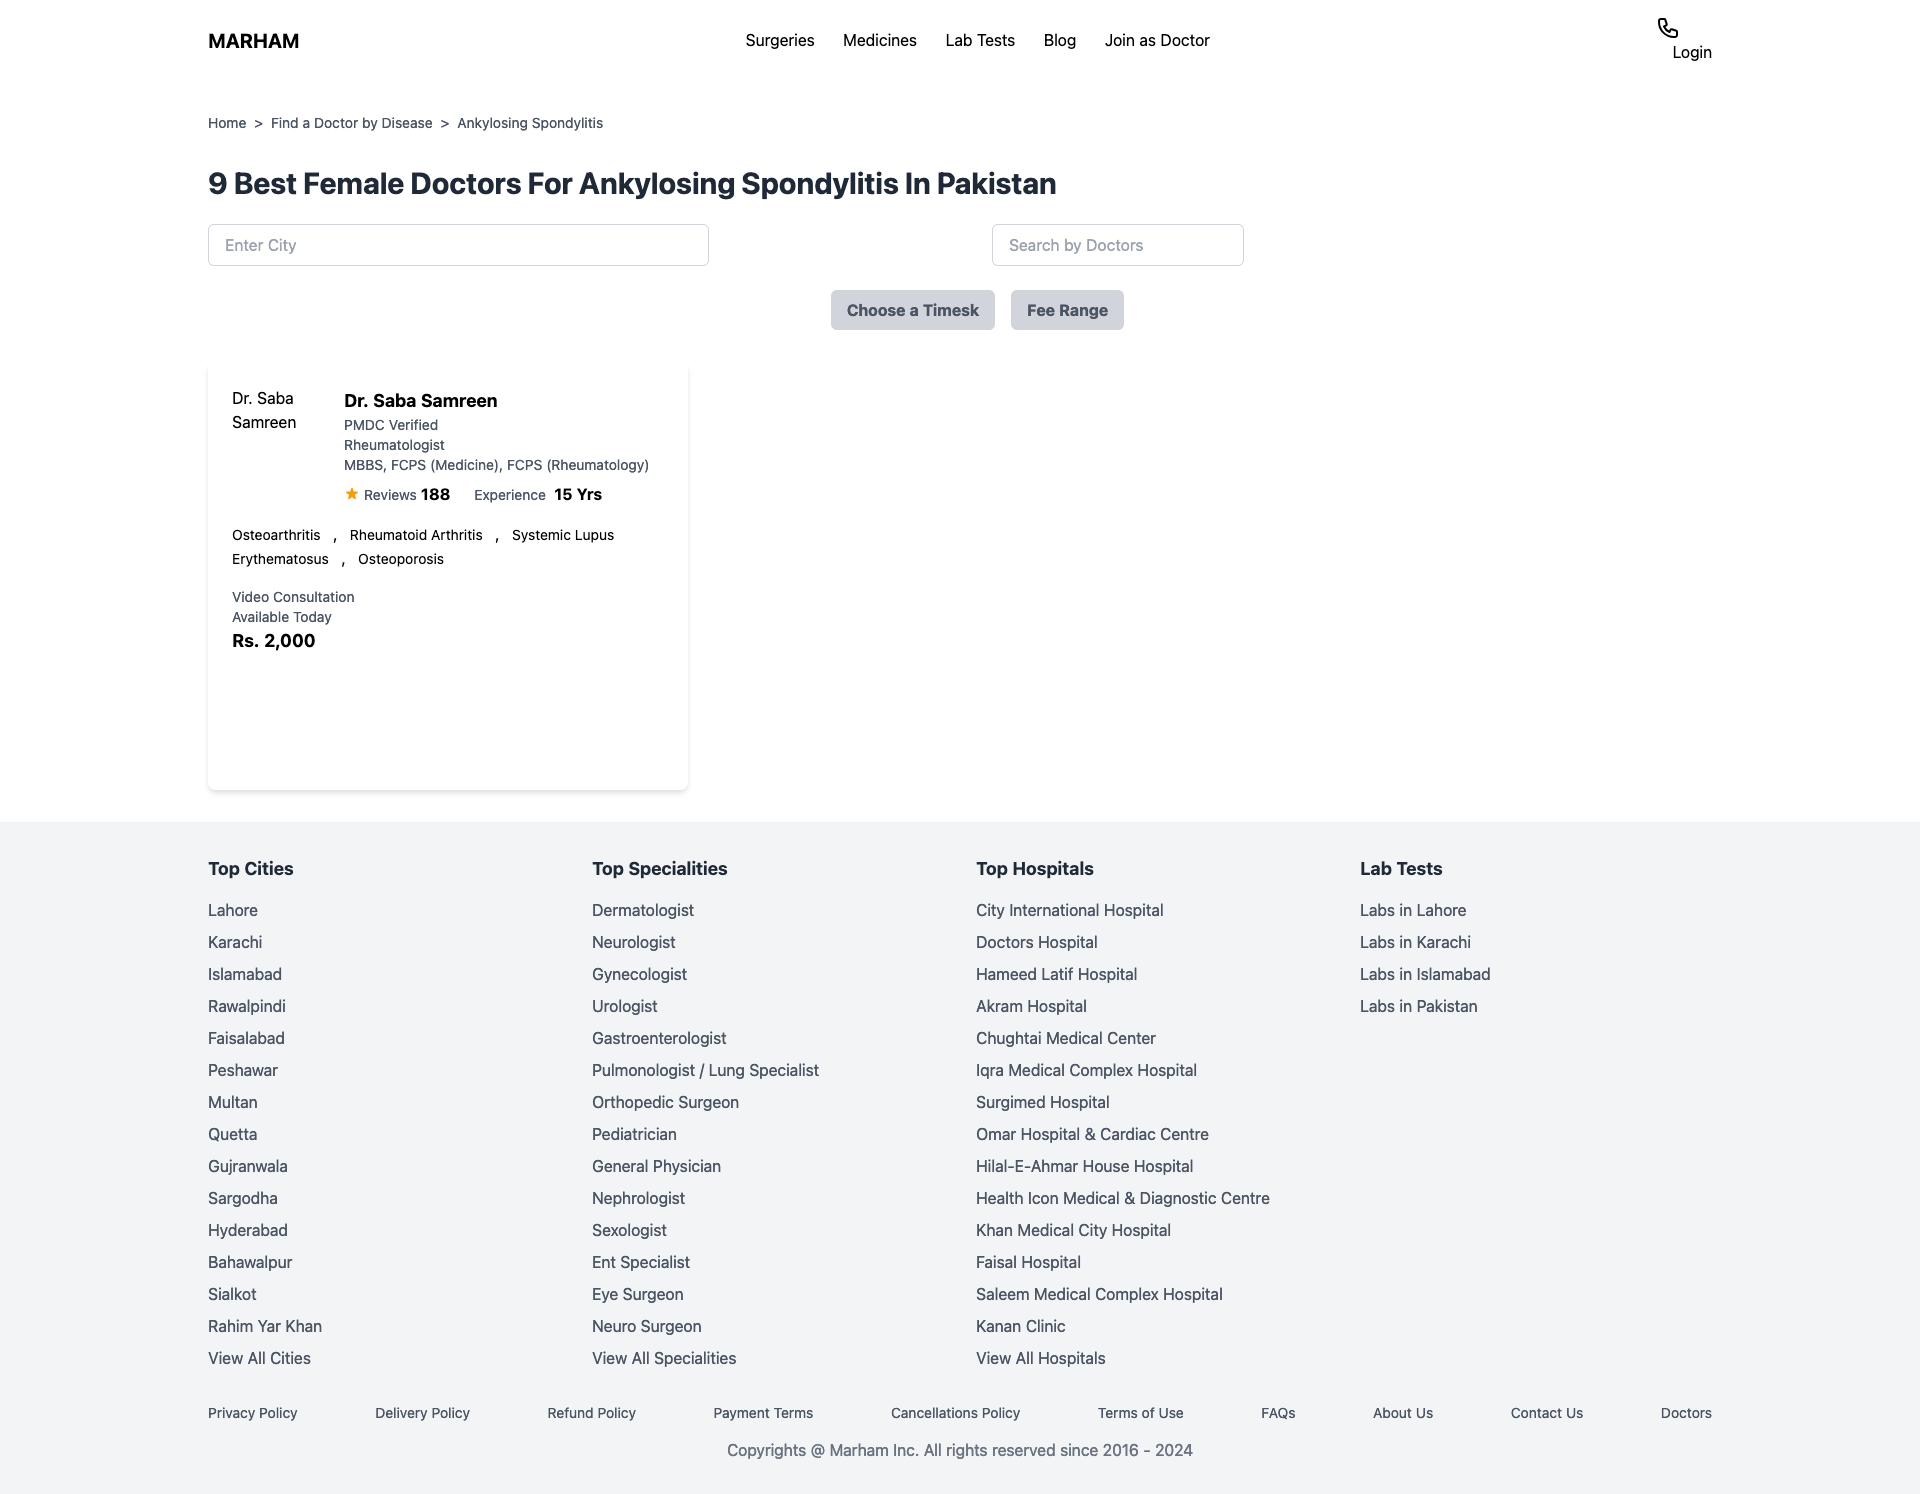 MARHAM
Surgeries
Medicines
Lab Tests
Blog
Join as Doctor
Login
Home > Find a Doctor by Disease > Ankylosing Spondylitis
9 Best Female Doctors For Ankylosing Spondylitis In Pakistan
Enter City
Search by Doctors
Choose a Timesk
Fee Range
Dr. Saba
Samreen
Dr. Saba Samreen
PMDC Verified
Rheumatologist
MBBS, FCPS (Medicine), FCPS (Rheumatology)
Reviews 188 Experience 15 Yrs
Osteoarthritis , Rheumatoid Arthritis , Systemic Lupus
Erythematosus , Osteoporosis
Video Consultation
Available Today
Rs. 2,000
Top Cities
Lahore
Karachi
Islamabad
Rawalpindi
Faisalabad
Peshawar
Multan
Quetta
Gujranwala
Sargodha
Hyderabad
Bahawalpur
Sialkot
Rahim Yar Khan
View All Cities
Top Specialities
Dermatologist
Neurologist
Gynecologist
Urologist
Gastroenterologist
Pulmonologist / Lung Specialist
Orthopedic Surgeon
Pediatrician
General Physician
Nephrologist
Sexologist
Ent Specialist
Eye Surgeon
Neuro Surgeon
View All Specialities
Top Hospitals
City International Hospital
Doctors Hospital
Hameed Latif Hospital
Akram Hospital
Chughtai Medical Center
Iqra Medical Complex Hospital
Surgimed Hospital
Omar Hospital & Cardiac Centre
Hilal-E-Ahmar House Hospital
Health Icon Medical & Diagnostic Centre
Khan Medical City Hospital
Faisal Hospital
Saleem Medical Complex Hospital
Kanan Clinic
View All Hospitals
Lab Tests
Labs in Lahore
Labs in Karachi
Labs in Islamabad
Labs in Pakistan
Privacy Policy
Delivery Policy
Refund Policy
Payment Terms
Cancellations Policy
Terms of Use
FAQs
About Us
Contact Us
Doctors
Copyrights @ Marham Inc. All rights reserved since 2016 - 2024